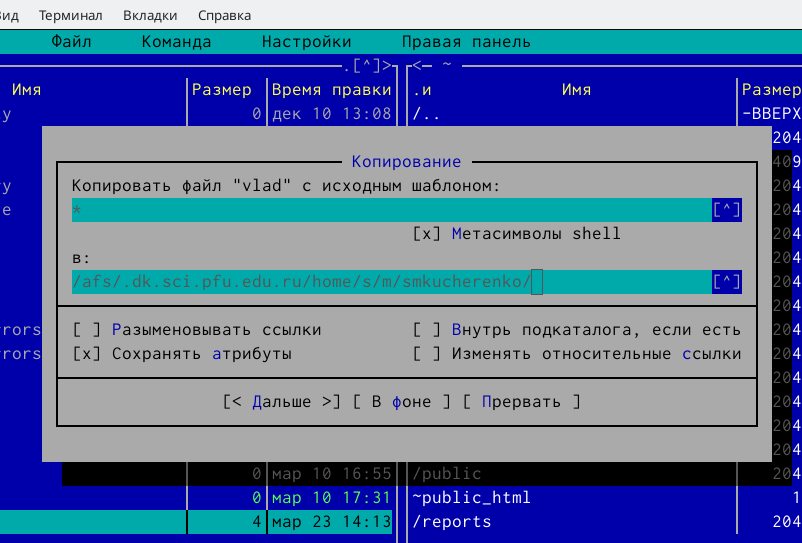 Вид Терминал Вкладки Справка
Файл Команда Настройки Правая панель
.[^]> <— ~
Имя Размер Время правки .и Имя Размер
y 0 дек 10 13:08 /.. -ВВЕРХ
204
Копирование 409
Копировать файл "vlad" с исходным шаблоном: 204
* [^] 204
[x] Метасимволы shell 204
в: 204
/afs/.dk.sci.pfu.edu.ru/home/s/m/smkucherenko/ [^] 204
204
rrors [ ] Разыменовывать ссылки [ ] Внутрь подкаталога, если есть 204
rrors [x] Сохранять атрибуты [ ] Изменять относительные ссылки 204
204
[< Дальше >] [ В фоне ] [ Прервать ] 204
204
204
0 мар 10 16:55 /public 204
0 мар 10 17:31 ~public_html 1
4 мар 23 14:13 /reports 204